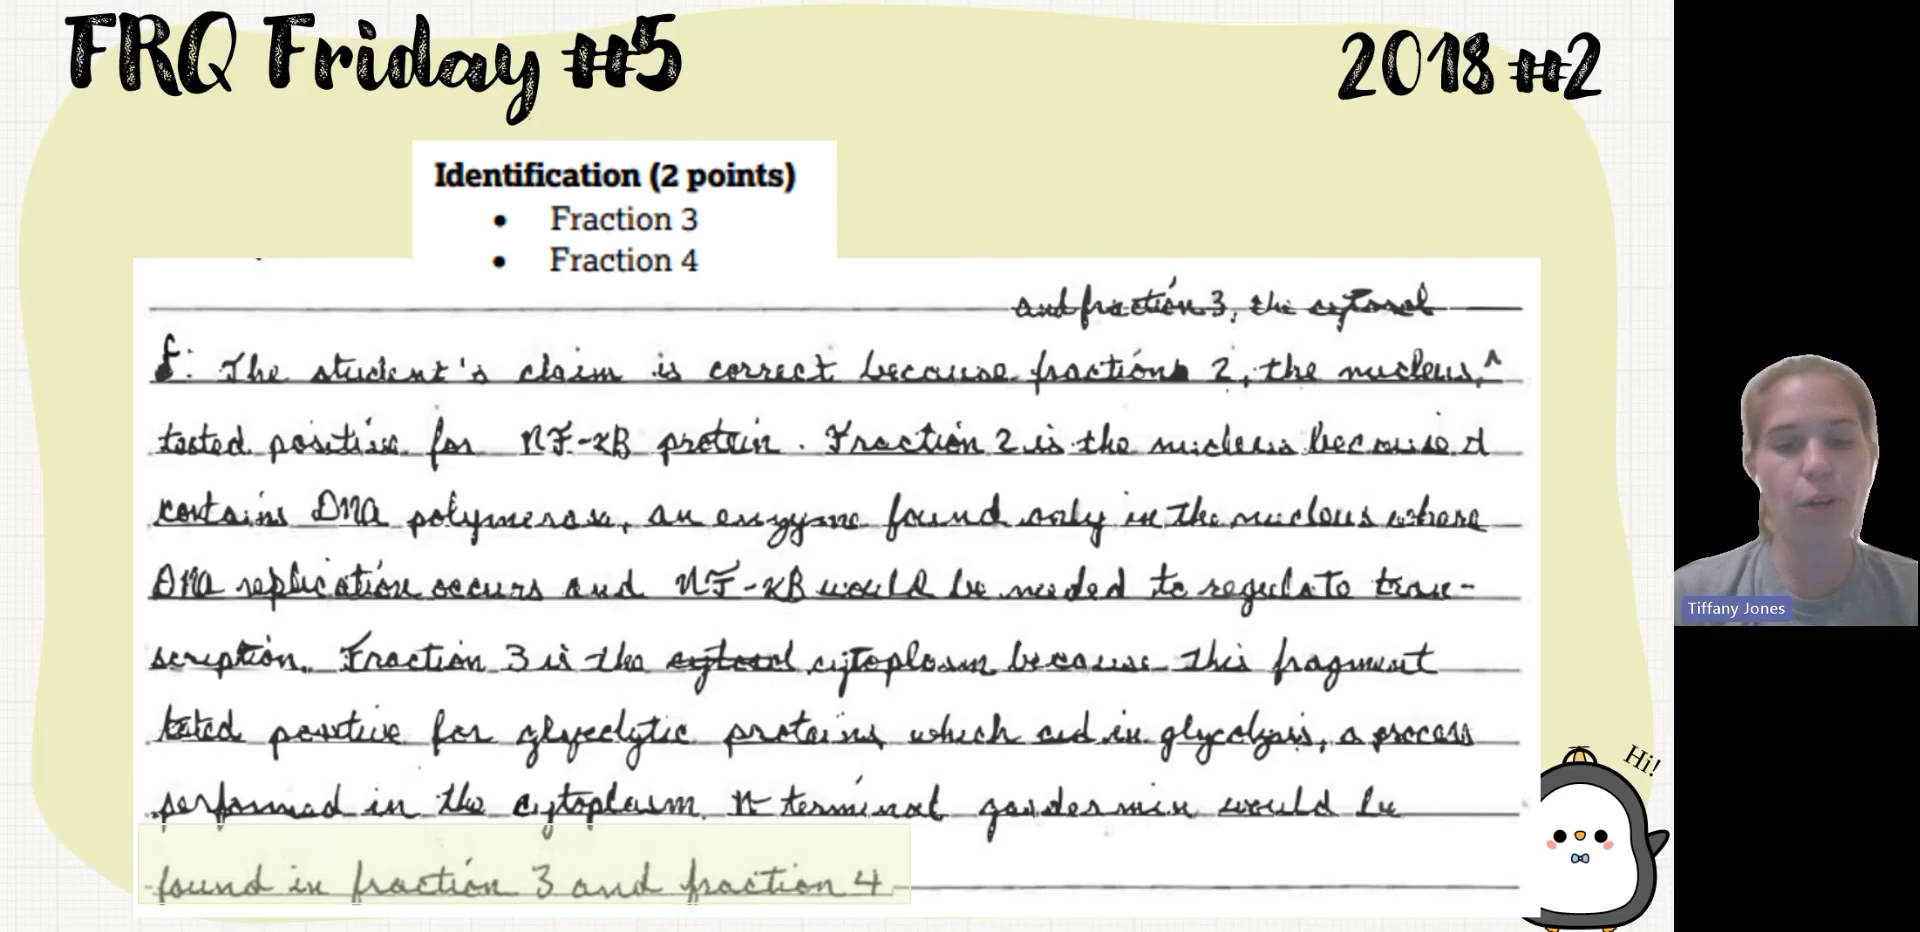 FRQ Friday #5
2018 #2
Identification (2 points)
• Fraction 3
• Fraction 4
and fraction 3, the cytosol
f. The student's claim is correct because fraction 2, the nucleus, ^
tested positive for NF-κB protein. Fraction 2 is the nucleus because it
contains DNA polymerase, an enzyme found only in the nucleus where
DNA replication occurs and NF-κB would be needed to regulate tran-
scription. Fraction 3 is the cytosol cytoplasm because this fragment
tested positive for glycolytic proteins which aid in glycolysis, a process
performed in the cytoplasm. N-terminal gasdermin would be
found in fraction 3 and fraction 4
Hi!
Tiffany Jones